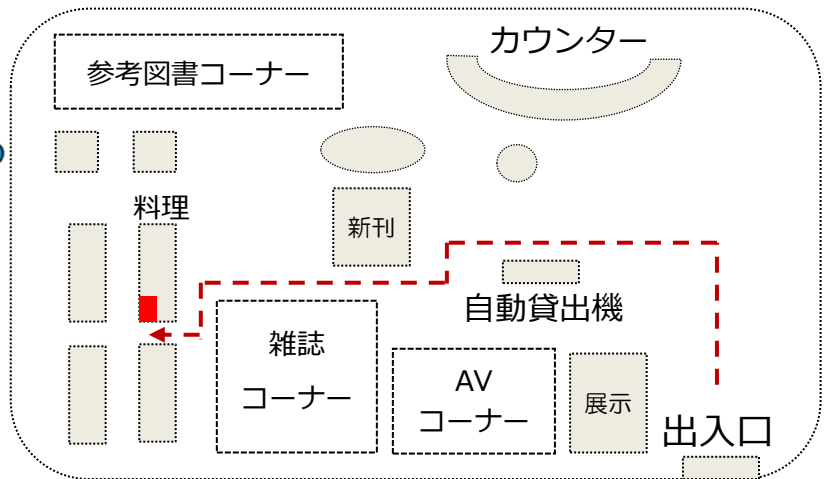 カウンター
参考図書コーナー
料理
新刊
自動貸出機
雑誌
コーナー
AV
コーナー
展示
出入口